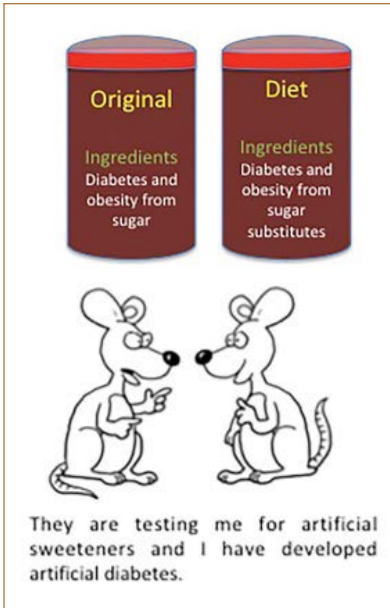 Original
Ingredients
Diabetes and
obesity from
sugar
Diet
Ingredients
Diabetes and
obesity from
sugar
substitutes
They are testing me for artificial
sweeteners and I have developed
artificial diabetes.